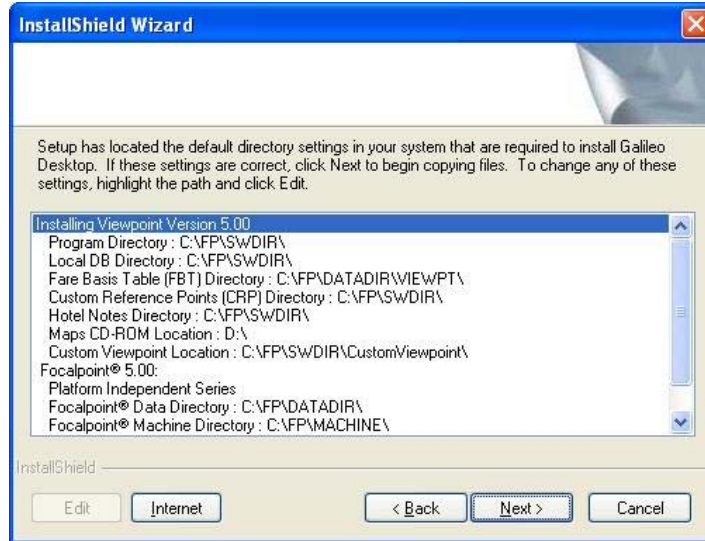 InstallShield Wizard
Setup has located the default directory settings in your system that are required to install Galileo
Desktop. If these settings are correct, click Next to begin copying files. To change any of these
settings, highlight the path and click Edit.
Installing Viewpoint Version 5.00
Program Directory : C:\FP\SWDIR\
Local DB Directory : C:\FP\SWDIR\
Fare Basis Table (FBT) Directory : C:\FP\DATADIR\VIEWPT\
Custom Reference Points (CRP) Directory : C:\FP\SWDIR\
Hotel Notes Directory : C:\FP\SWDIR\
Maps CD-ROM Location : D:\
Custom Viewpoint Location : C:\FP\SWDIR\CustomViewpoint\
Focalpoint® 5.00:
Platform Independent Series
Focalpoint® Data Directory : C:\FP\DATADIR\
Focalpoint® Machine Directory : C:\FP\MACHINE\
InstallShield
Edit Internet < Back Next > Cancel